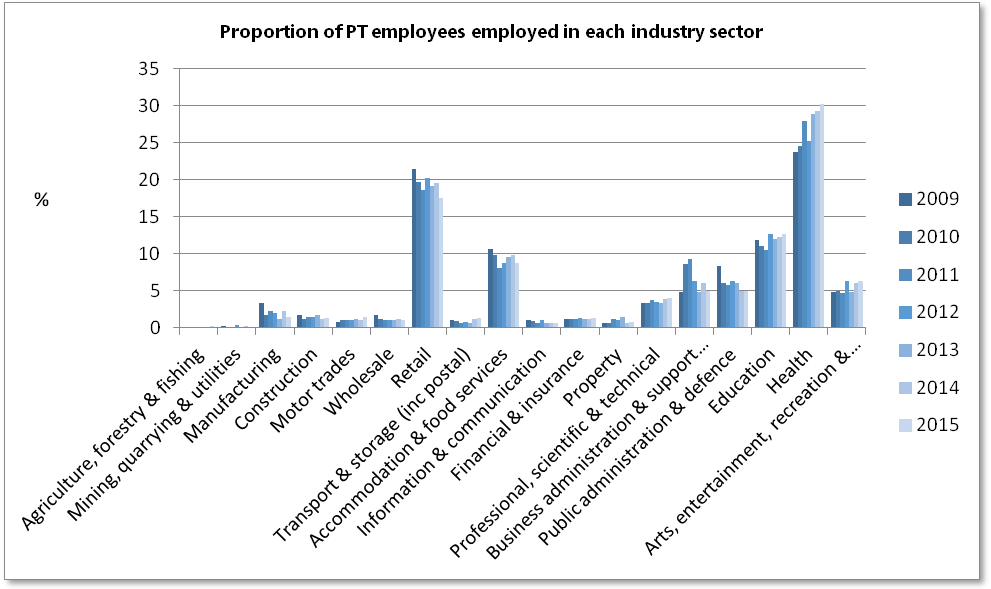 Proportion of PT employees employed in each industry sector
35
30
25
20
15
10
5
0
%
Agriculture, forestry & fishing
Mining, quarrying & utilities
Manufacturing
Construction
Motor trades
Wholesale
Retail
Transport & storage (inc postal)
Accommodation & food services
Information & communication
Financial & insurance
Property
Professional, scientific & technical
Business administration & support...
Public administration & defence
Education
Health
Arts, entertainment, recreation &...
2009
2010
2011
2012
2013
2014
2015